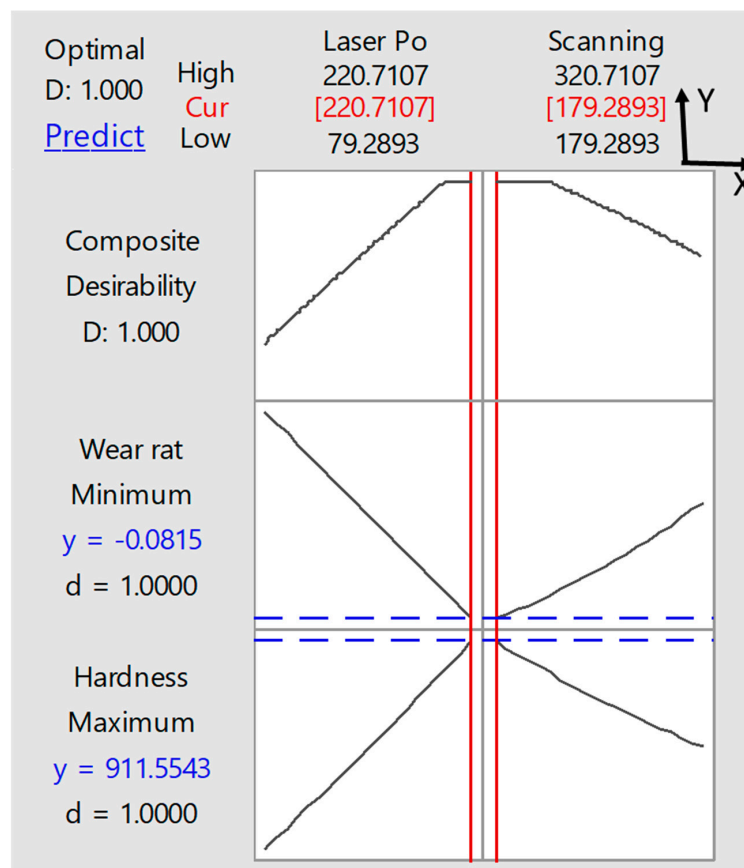 Optimal
D: 1.000
Predict
High
Cur
Low
Laser Po
220.7107
[220.7107]
79.2893
Scanning
320.7107
[179.2893]
179.2893
Y
X
Composite
Desirability
D: 1.000
Wear rat
Minimum
y = -0.0815
d = 1.0000
Hardness
Maximum
y = 911.5543
d = 1.0000